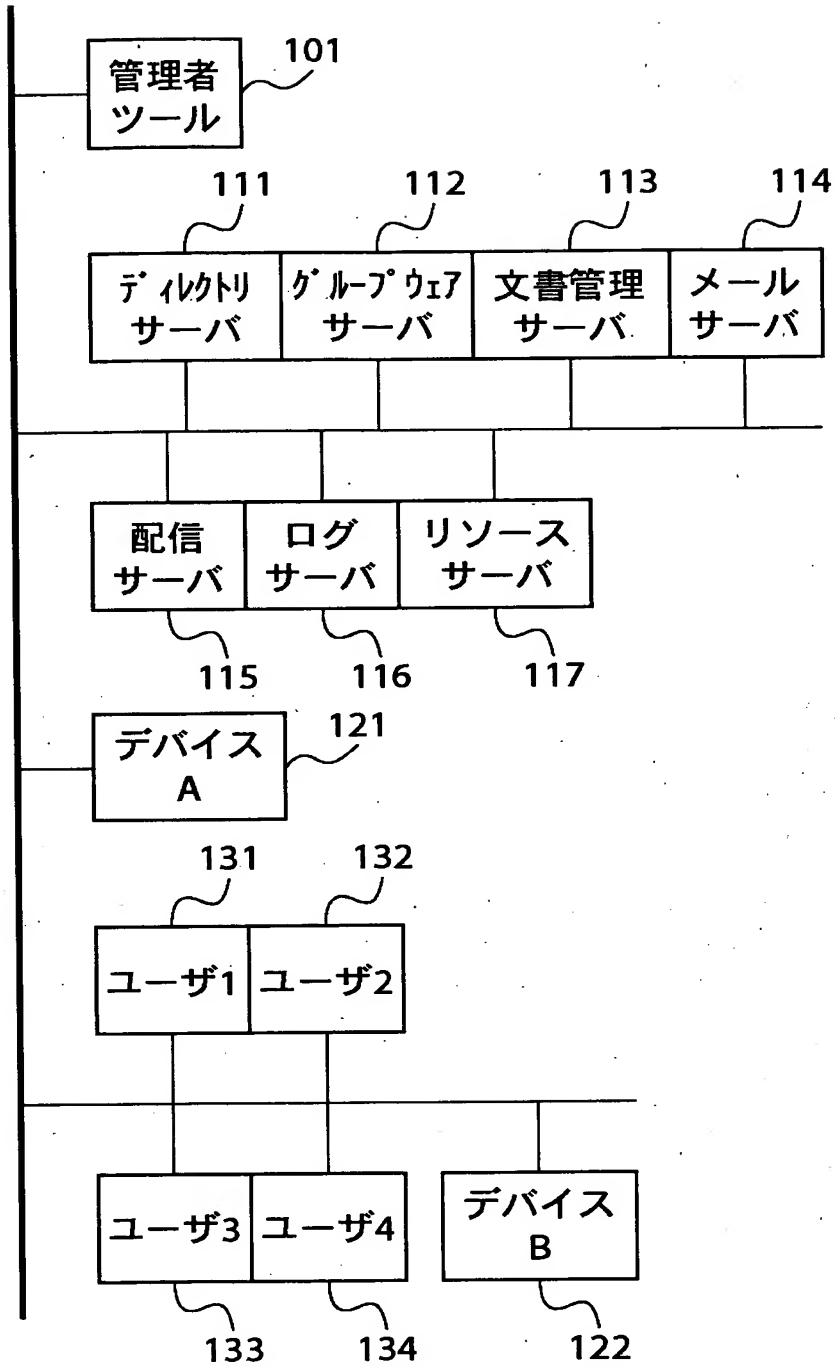 101
管理者
ツール
111
112
113
114
ディレクトリ
サーバ
グループウェア
サーバ
文書管理
サーバ
メール
サーバ
配信
サーバ
ログ
サーバ
リソース
サーバ
115
116
117
121
デバイス
A
131
132
ユーザ1
ユーザ2
ユーザ3
ユーザ4
デバイス
B
133
134
122